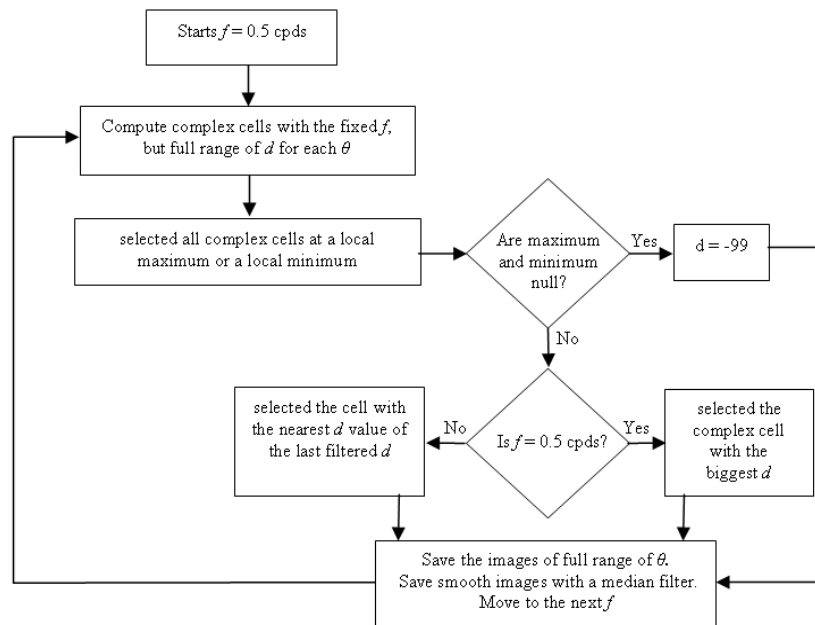 Starts f = 0.5 cpds
Compute complex cells with the fixed f,
but full range of d for each θ
selected all complex cells at a local
maximum or a local minimum
Are maximum
and minimum
null?
Yes
d = -99
No
selected the cell with
the nearest d value of
the last filtered d
No
Is f = 0.5 cpds?
Yes
selected the
complex cell
with the
biggest d
Save the images of full range of θ.
Save smooth images with a median filter.
Move to the next f